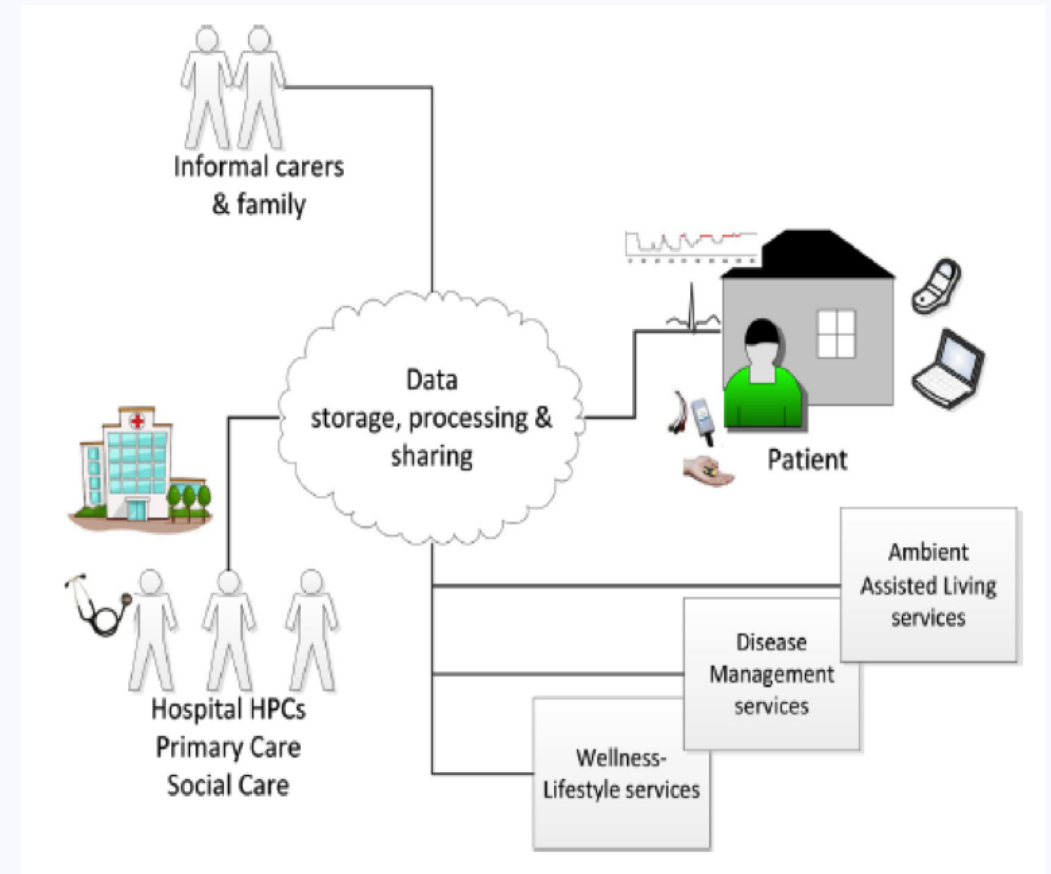 Informal carers
& family
Data
storage, processing &
sharing
Patient
Hospital HPCs
Primary Care
Social Care
Ambient
Assisted Living
services
Disease
Management
services
Wellness-
Lifestyle services